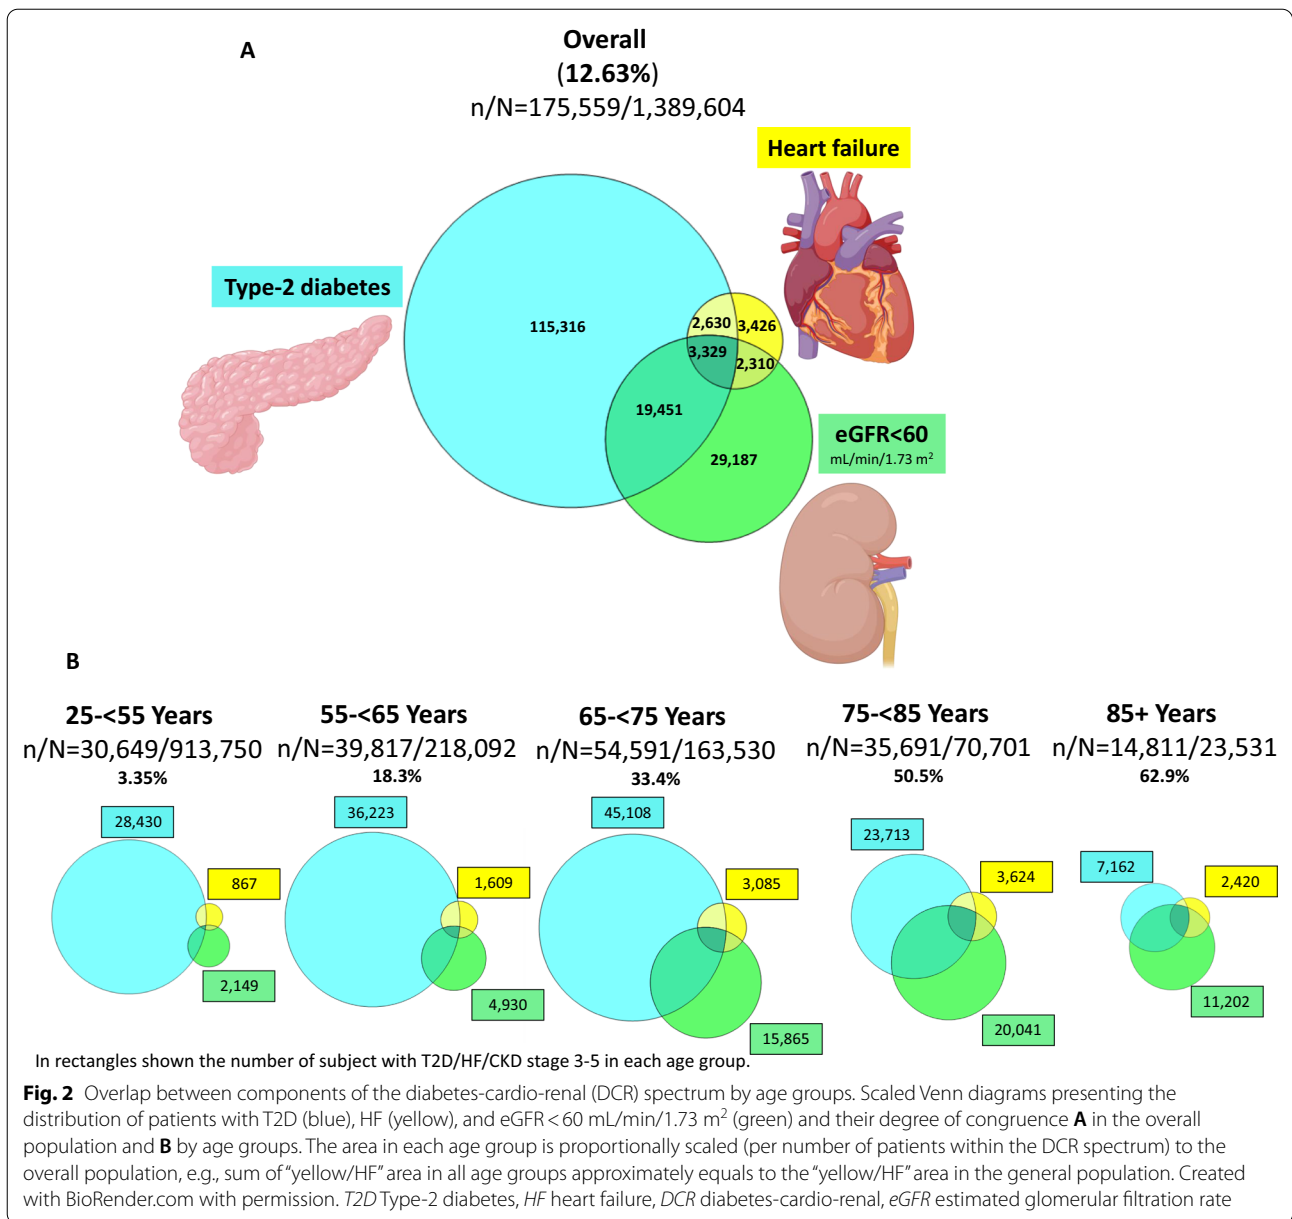 A
Overall
(12.63%)
n/N=175,559/1,389,604
Heart failure
Type-2 diabetes
115,316
2,630
3,426
3,329
2,310
19,451
29,187
eGFR<60
mL/min/1.73 m²
B
25-<55 Years
n/N=30,649/913,750
3.35%
28,430
867
2,149
55-<65 Years
n/N=39,817/218,092
18.3%
36,223
1,609
4,930
65-<75 Years
n/N=54,591/163,530
33.4%
45,108
3,085
15,865
75-<85 Years
n/N=35,691/70,701
50.5%
23,713
3,624
20,041
85+ Years
n/N=14,811/23,531
62.9%
7,162
2,420
11,202
In rectangles shown the number of subject with T2D/HF/CKD stage 3-5 in each age group.
Fig. 2 Overlap between components of the diabetes-cardio-renal (DCR) spectrum by age groups. Scaled Venn diagrams presenting the
distribution of patients with T2D (blue), HF (yellow), and eGFR < 60 mL/min/1.73 m² (green) and their degree of congruence A in the overall
population and B by age groups. The area in each age group is proportionally scaled (per number of patients within the DCR spectrum) to the
overall population, e.g., sum of “yellow/HF” area in all age groups approximately equals to the “yellow/HF” area in the general population. Created
with BioRender.com with permission. T2D Type-2 diabetes, HF heart failure, DCR diabetes-cardio-renal, eGFR estimated glomerular filtration rate